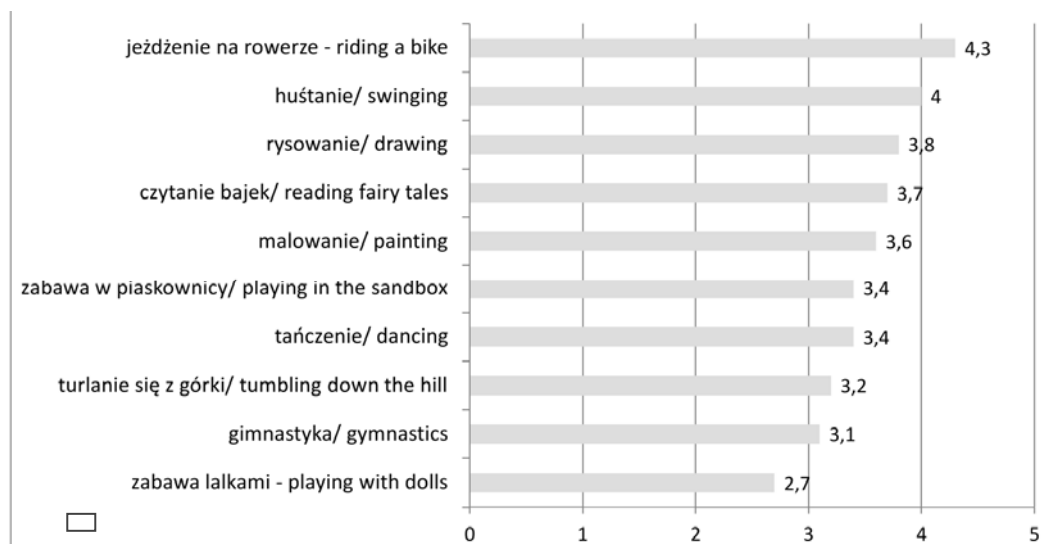 jeżdżenie na rowerze - riding a bike 4,3
huśtanie/ swinging 4
rysowanie/ drawing 3,8
czytanie bajek/ reading fairy tales 3,7
malowanie/ painting 3,6
zabawa w piaskownicy/ playing in the sandbox 3,4
tańczenie/ dancing 3,4
turlanie się z górki/ tumbling down the hill 3,2
gimnastyka/ gymnastics 3,1
zabawa lalkami - playing with dolls 2,7
0 1 2 3 4 5